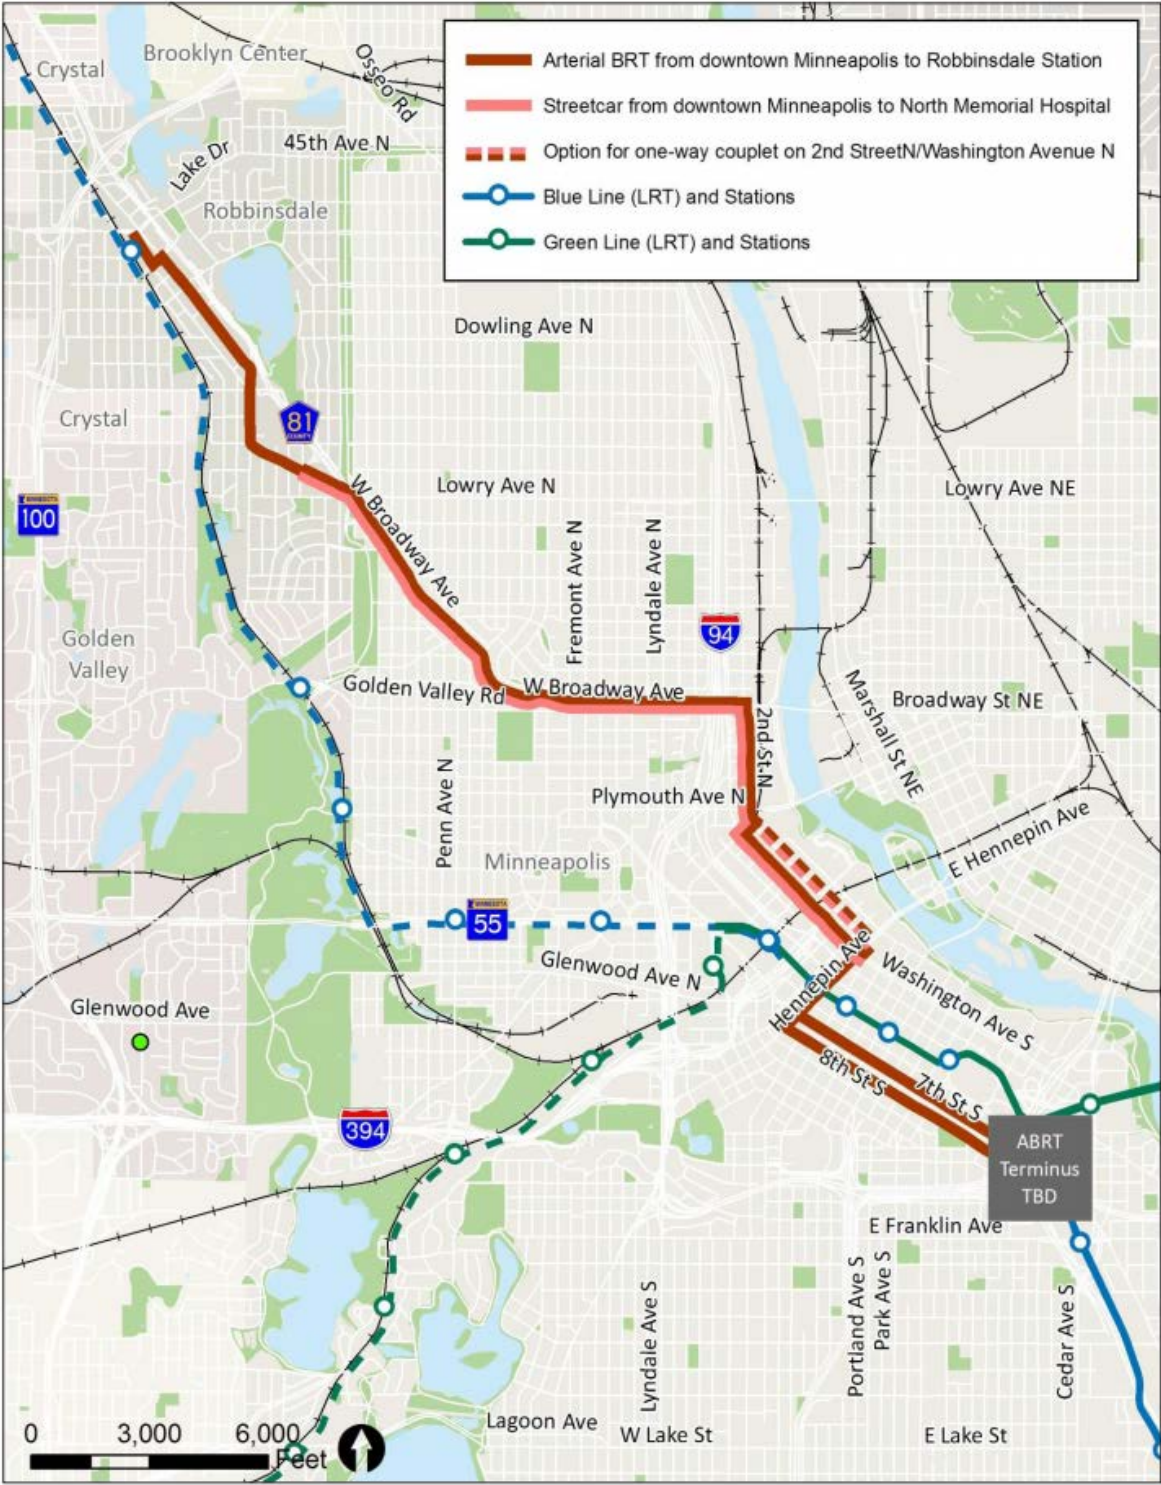 Arterial BRT from downtown Minneapolis to Robbinsdale Station
Streetcar from downtown Minneapolis to North Memorial Hospital
Option for one-way couplet on 2nd StreetN/Washington Avenue N
Blue Line (LRT) and Stations
Green Line (LRT) and Stations
Brooklyn Center
Crystal
Osseo Rd
45th Ave N
Lake Dr
Robbinsdale
Dowling Ave N
Crystal
81
COUNTY
Lowry Ave N
Lowry Ave NE
MINNESOTA
100
W Broadway Ave
Fremont Ave N
Lyndale Ave N
94
Golden
Valley
Golden Valley Rd
W Broadway Ave
Marshall St NE
Broadway St NE
2nd St N
Penn Ave N
Plymouth Ave N
E Hennepin Ave
Minneapolis
MINNESOTA
55
Glenwood Ave N
Hennepin Ave
Washington Ave S
Glenwood Ave
8th St S
7th St S
394
ABRT
Terminus
TBD
E Franklin Ave
Lyndale Ave S
Portland Ave S
Park Ave S
Cedar Ave S
Lagoon Ave
W Lake St
E Lake St
0 3,000 6,000
Feet